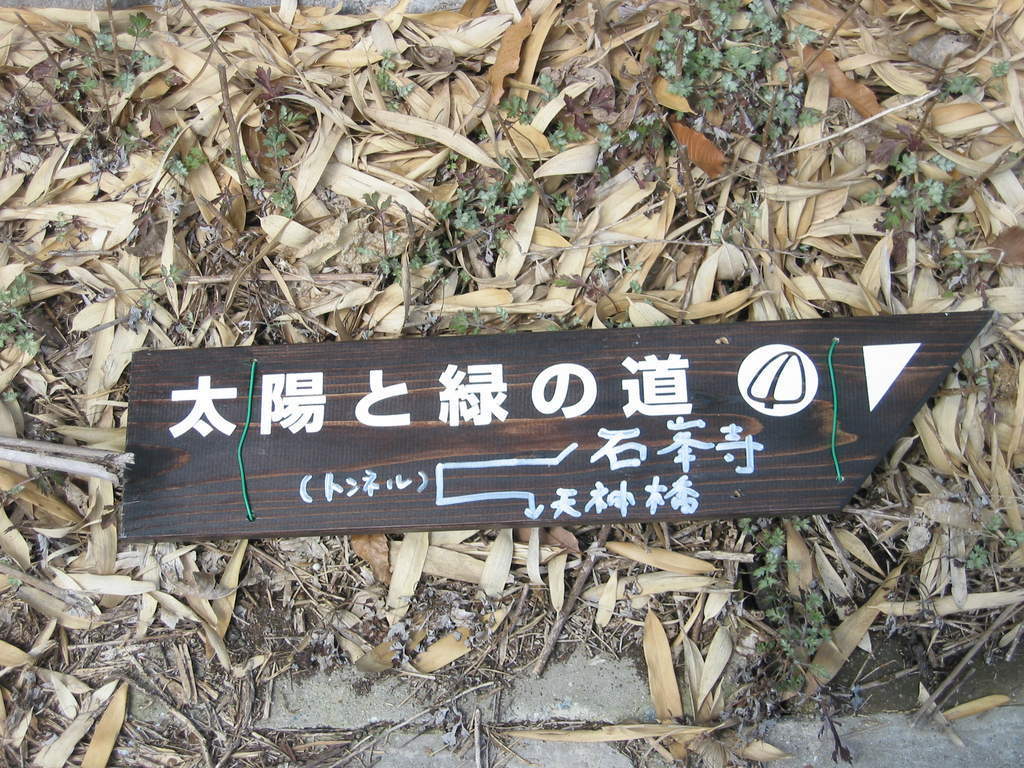 太陽と緑の道
石峯寺
(トンネル)
天神橋